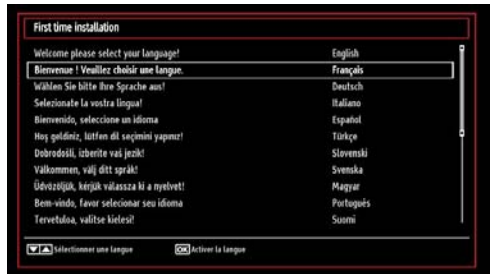 First time installation
Welcome please select your language! English
Bienvenue ! Veuillez choisir une langue. Français
Wählen Sie bitte Ihre Sprache aus! Deutsch
Selezionate la vostra lingua! Italiano
Bienvenido, seleccione un idioma Español
Hoş geldiniz, lütfen dil seçimini yapınız! Türkçe
Dobrodošli, izberite vaš jezik! Slovenski
Välkommen, välj ditt språk! Svenska
Üdvözöljük, kérjük válassza ki a nyelvet! Magyar
Bem-vindo, favor selecionar seu idioma Português
Tervetuloa, valitse kielesi! Suomi
Sélectionner une langue OK Activer la langue